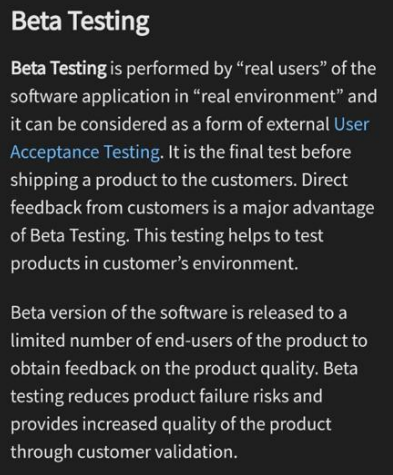 Beta Testing
Beta Testing is performed by “real users” of the
software application in “real environment” and
it can be considered as a form of external User
Acceptance Testing. It is the final test before
shipping a product to the customers. Direct
feedback from customers is a major advantage
of Beta Testing. This testing helps to test
products in customer’s environment.
Beta version of the software is released to a
limited number of end-users of the product to
obtain feedback on the product quality. Beta
testing reduces product failure risks and
provides increased quality of the product
through customer validation.